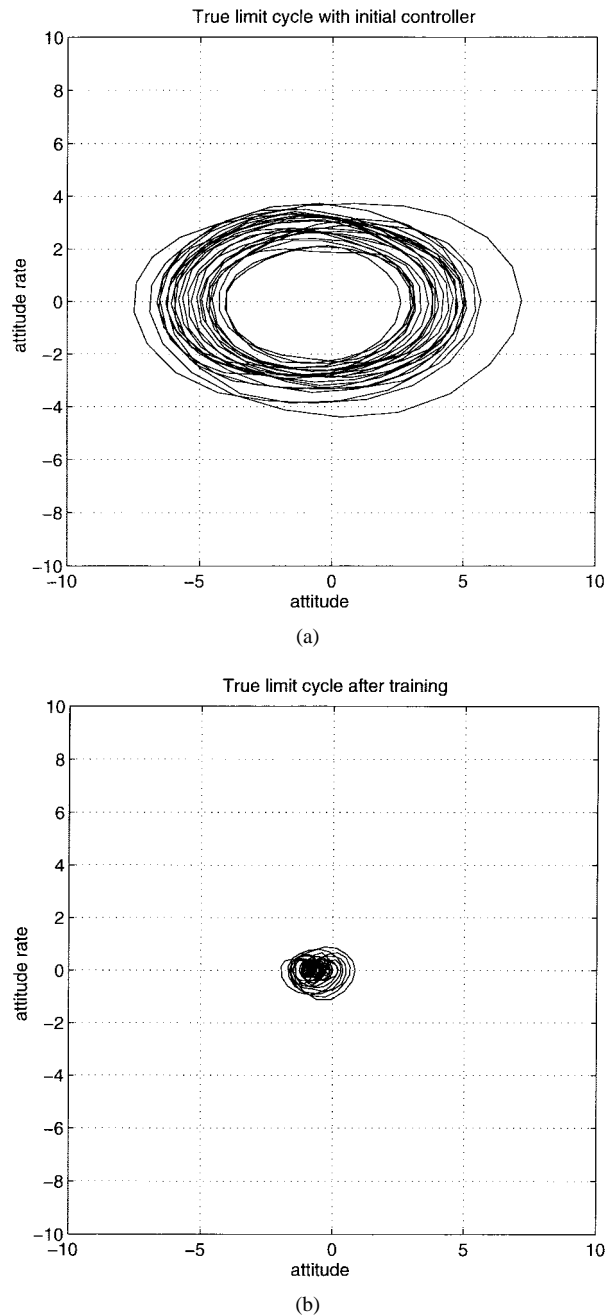 True limit cycle with initial controller
10
8
6
4
2
0
−2
−4
−6
−8
−10
attitude rate
−10 −5 0 5 10
attitude
(a)
True limit cycle after training
10
8
6
4
2
0
−2
−4
−6
−8
−10
attitude rate
−10 −5 0 5 10
attitude
(b)